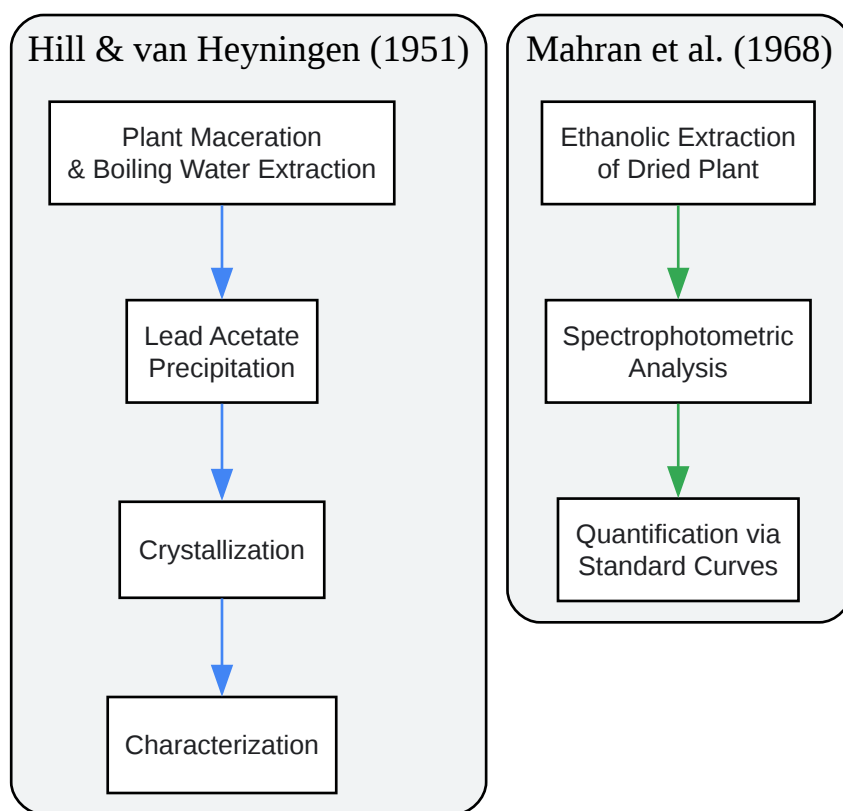 Hill & van Heyningen (1951)
Plant Maceration
& Boiling Water Extraction
Lead Acetate
Precipitation
Crystallization
Characterization
Mahran et al. (1968)
Ethanolic Extraction
of Dried Plant
Spectrophotometric
Analysis
Quantification via
Standard Curves